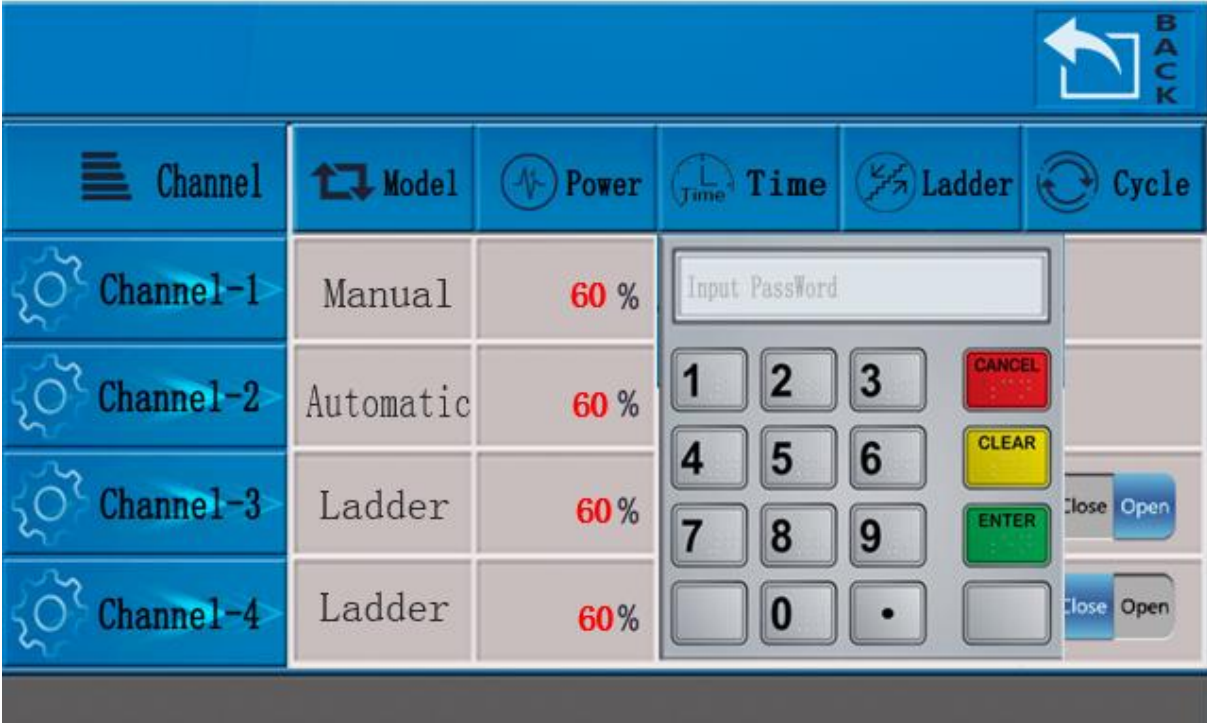 BACK
Channel Model Power Time Time Ladder Cycle
Channel-1 Manual 60 % Input PassWord
1 2 3 CANCEL
Channel-2 Automatic 60 %
4 5 6 CLEAR
Channel-3 Ladder 60% Close Open
7 8 9 ENTER
Channel-4 Ladder 60% 0 . Close Open